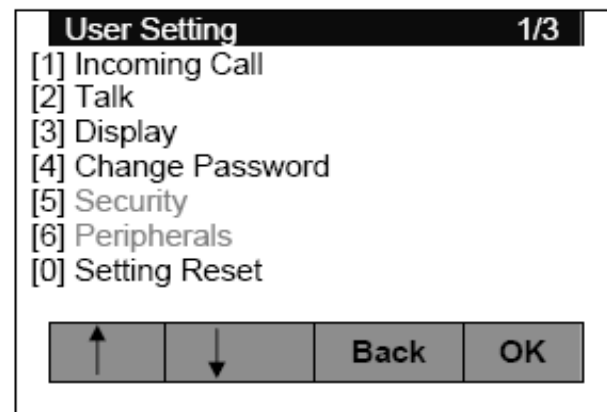 User Setting 1/3
[1] Incoming Call
[2] Talk
[3] Display
[4] Change Password
[5] Security
[6] Peripherals
[0] Setting Reset
↑ ↓ Back OK